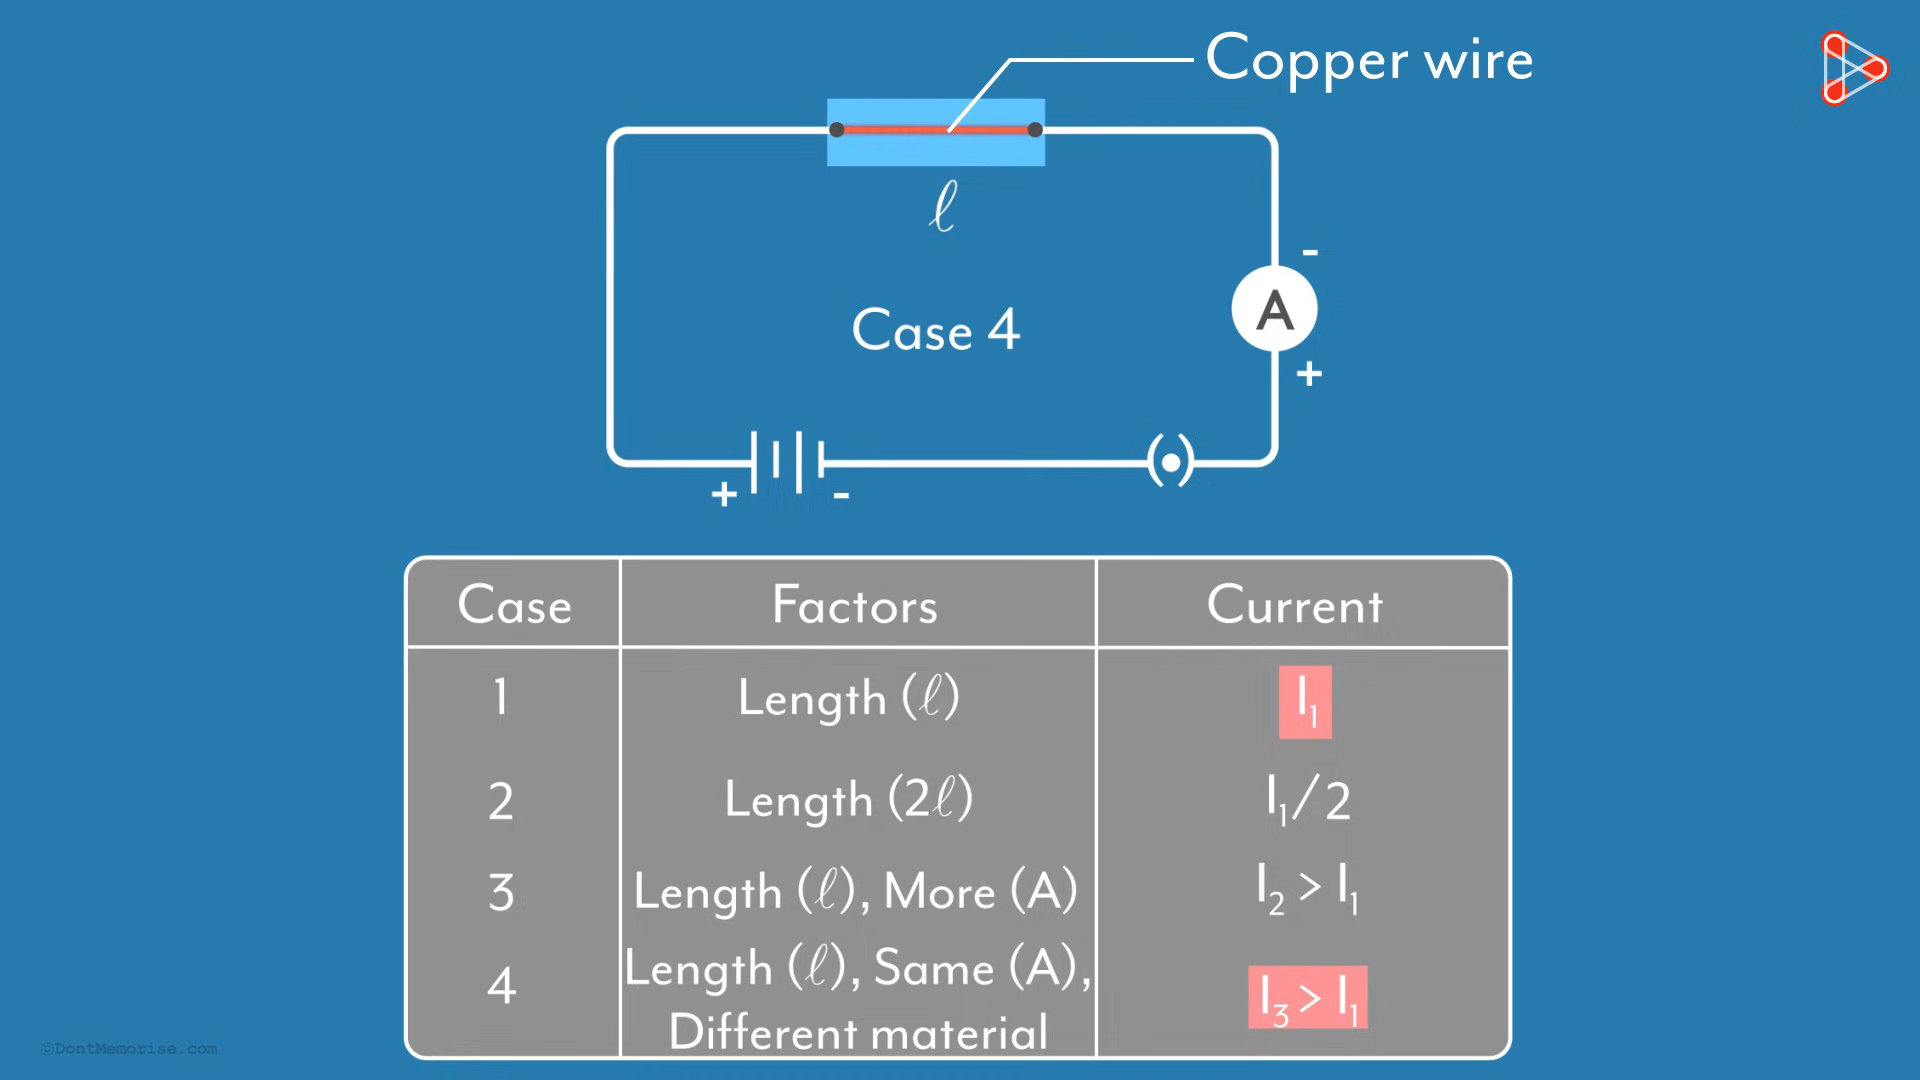 Copper wire
ℓ
-
A
Case 4
+
+ -
Case Factors Current
1 Length (ℓ) I₁
2 Length (2ℓ) I₁/2
3 Length (ℓ), More (A) I₂ > I₁
4 Length (ℓ), Same (A), I₃ > I₁
Different material
©DontMemorise.com